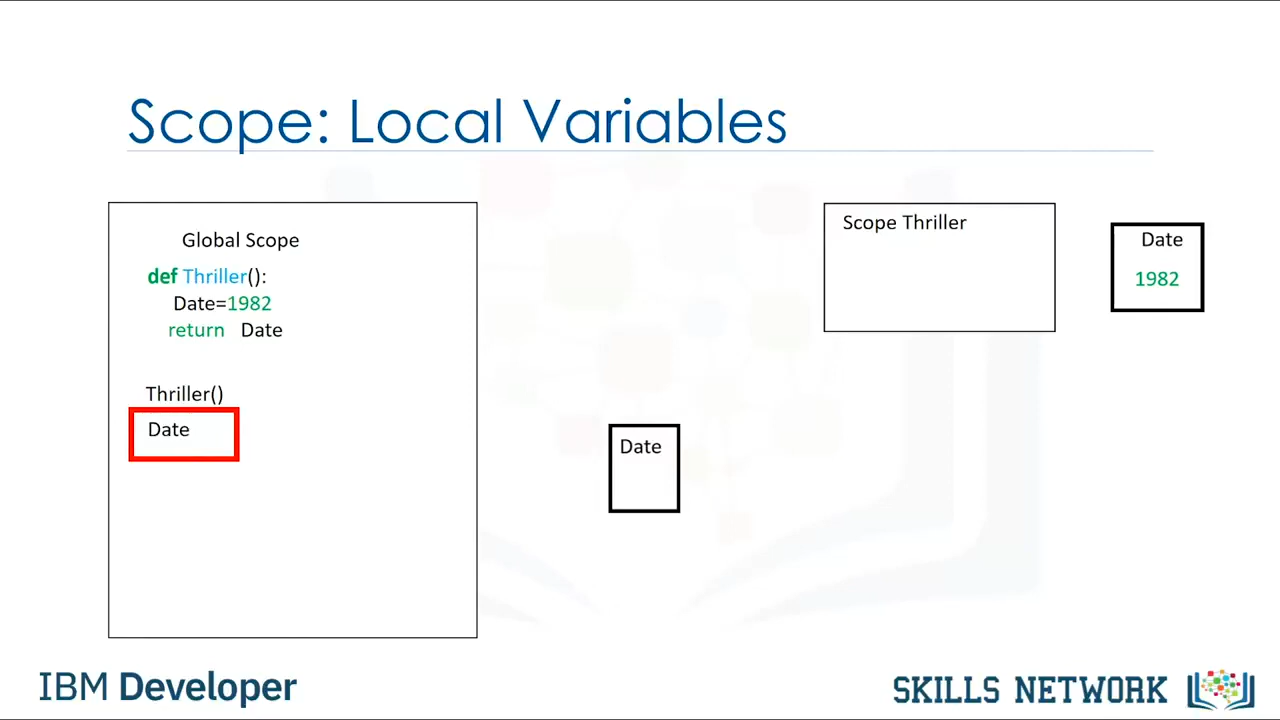 Scope: Local Variables
Global Scope
def Thriller():
Date=1982
return Date
Thriller()
Date
Date
Scope Thriller
Date
1982
IBM Developer
SKILLS NETWORK